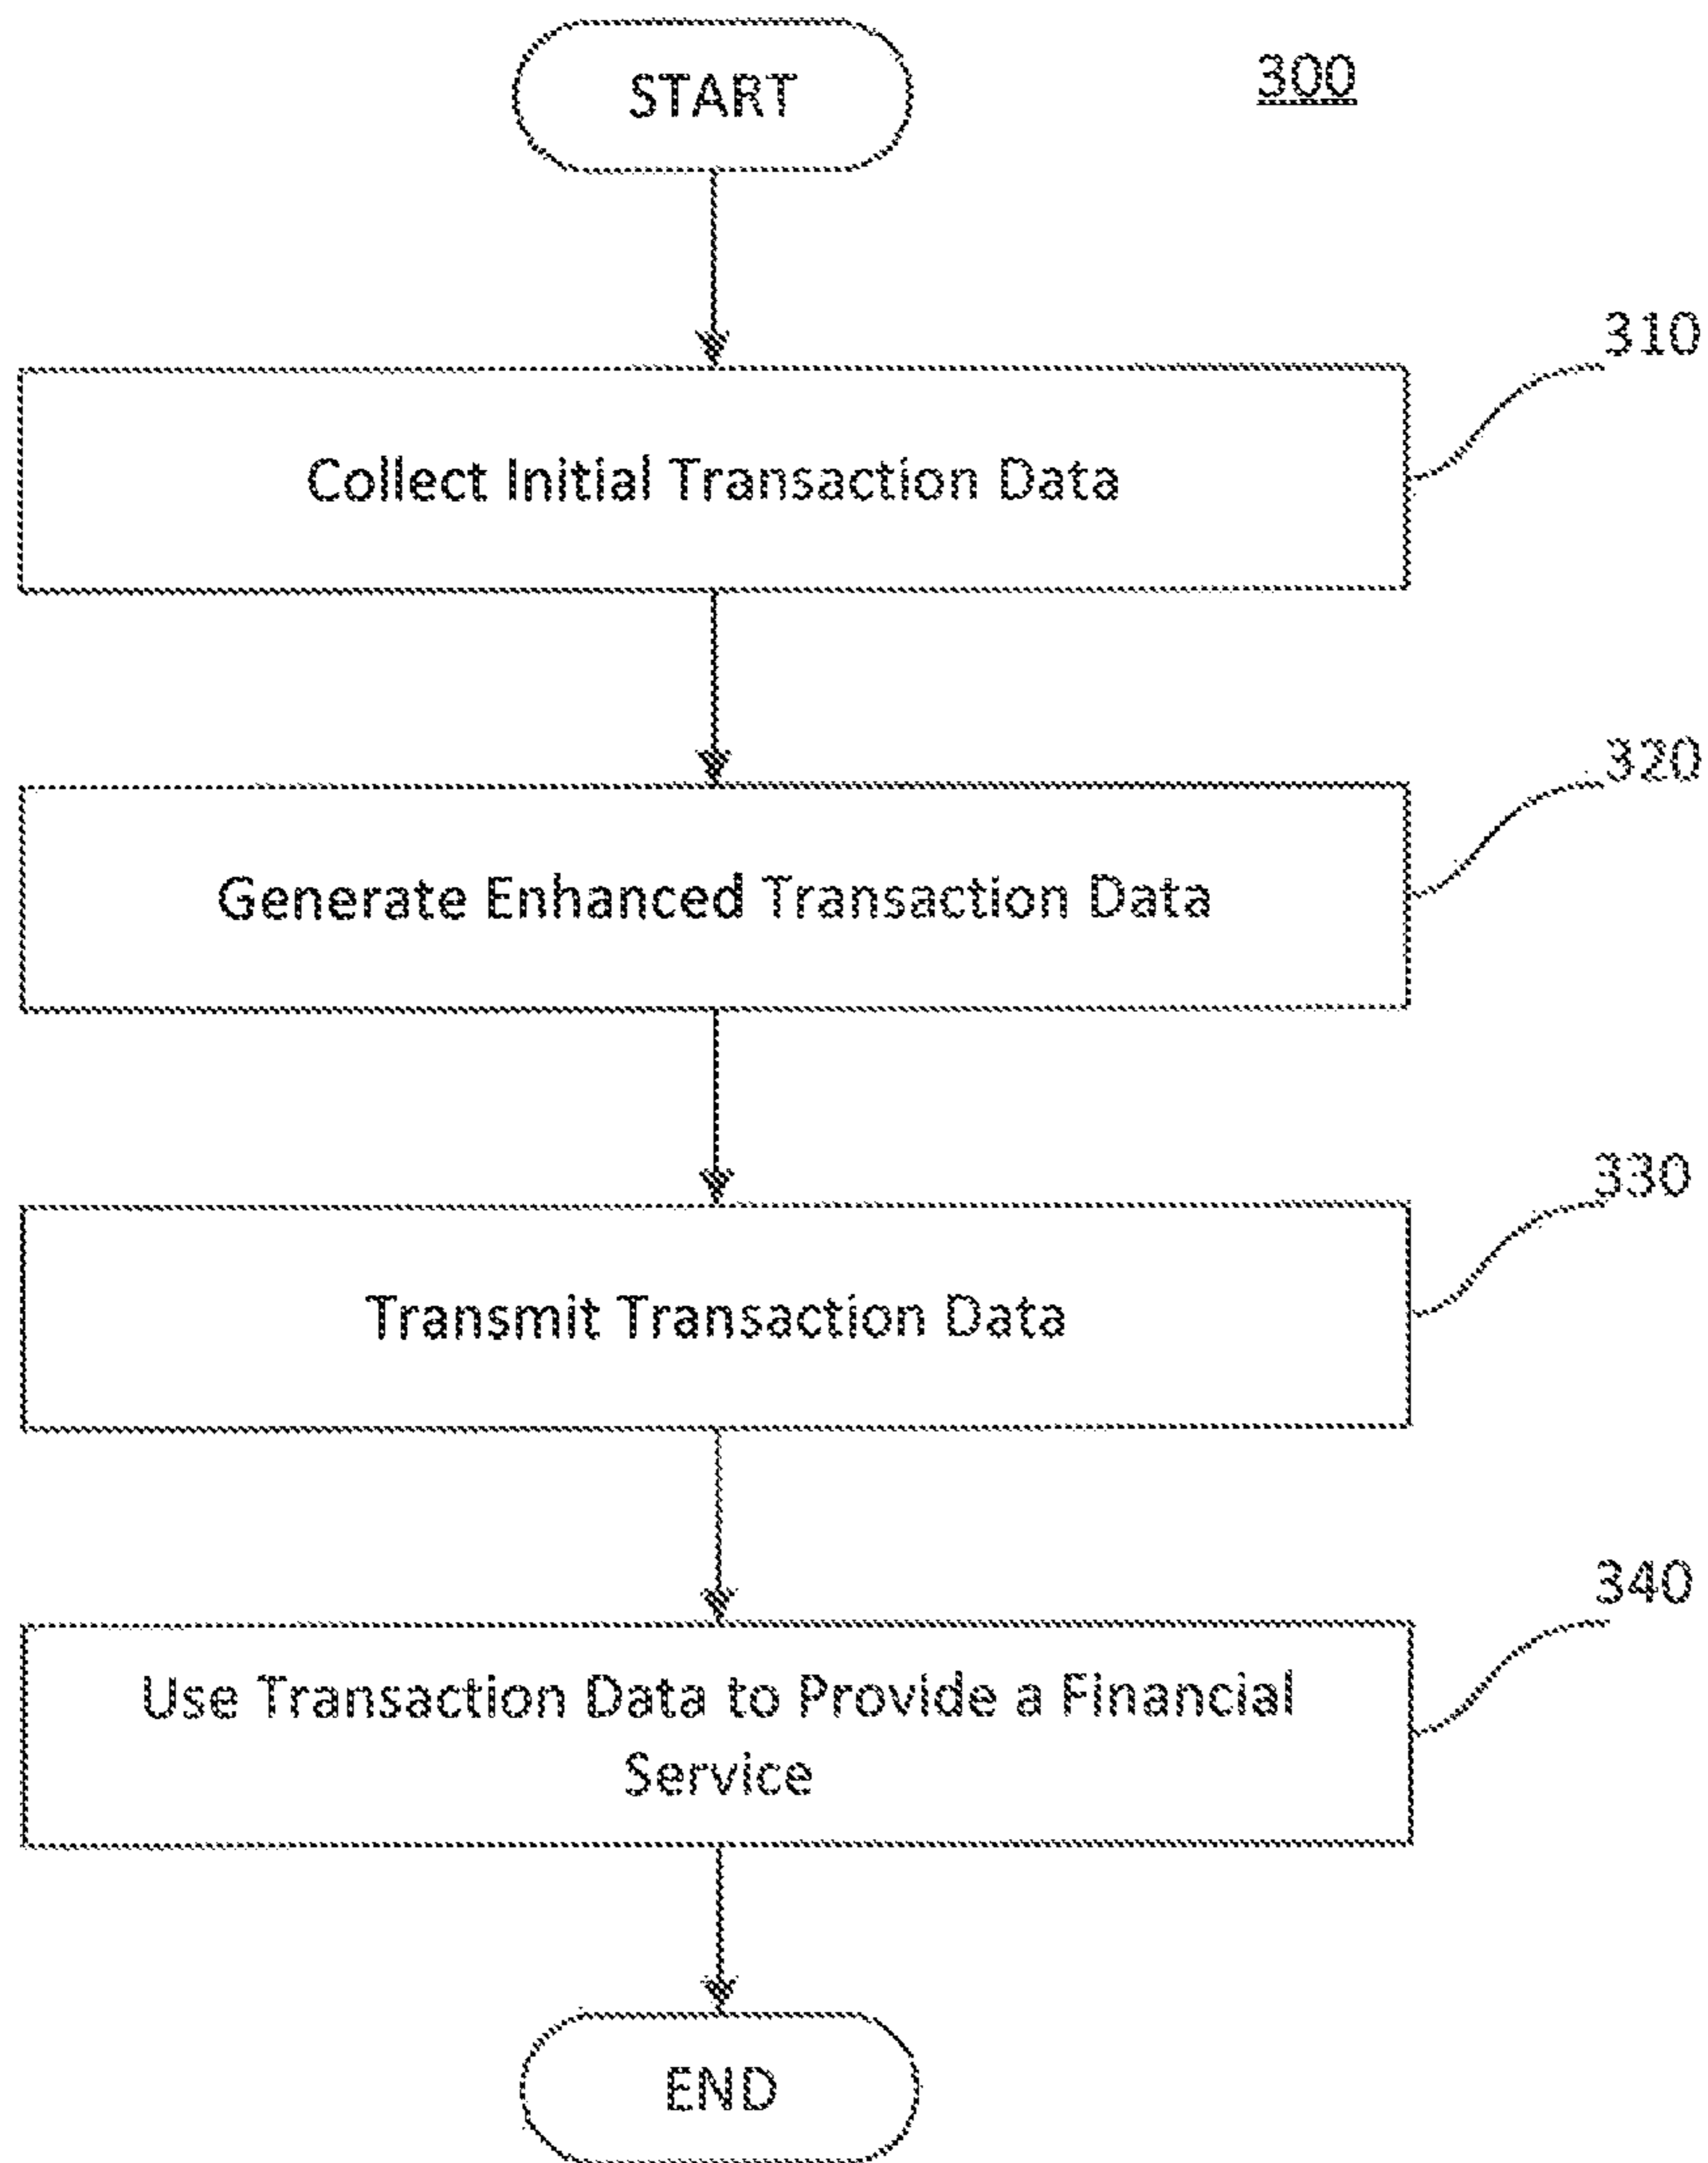 START
300
310
Collect Initial Transaction Data
320
Generate Enhanced Transaction Data
330
Transmit Transaction Data
340
Use Transaction Data to Provide a Financial
Service
END